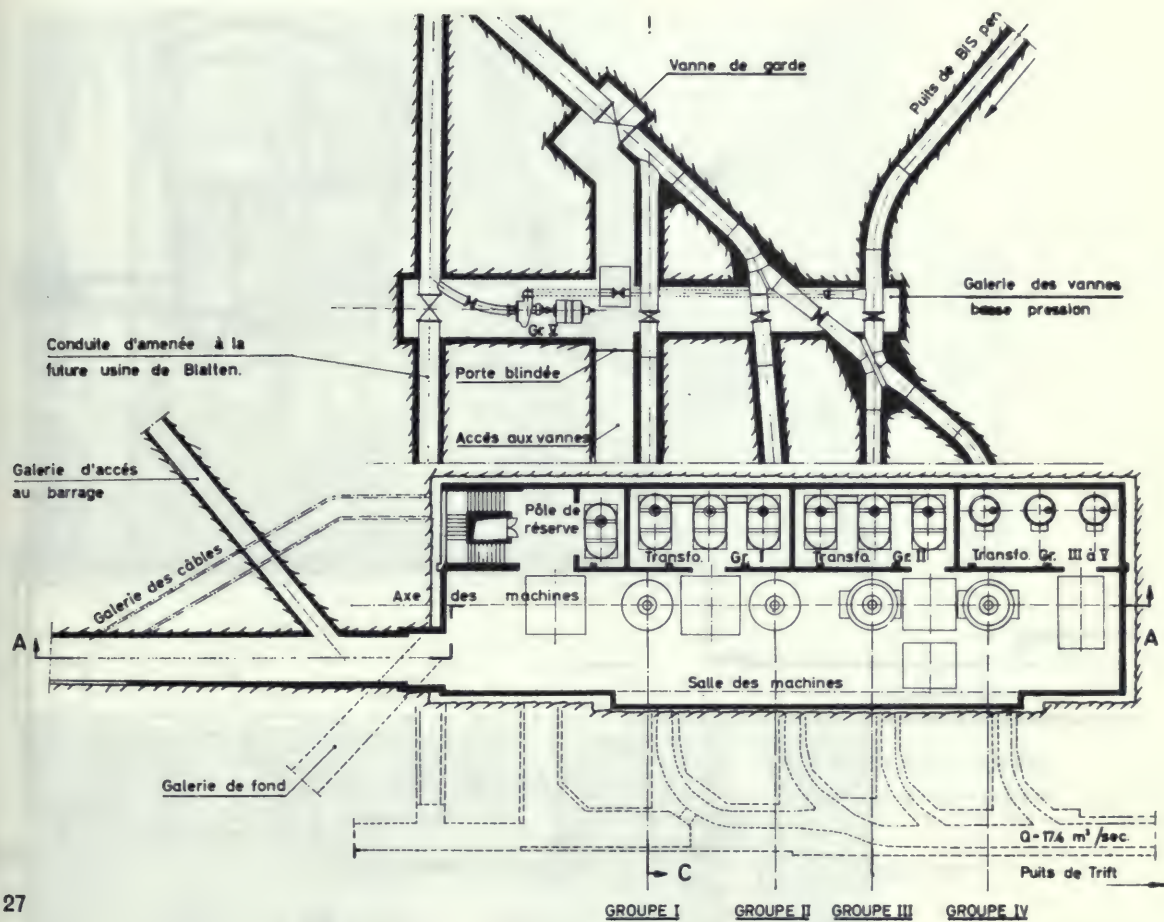 Vanne de garde
Puits de BIS pen
Galerie des vannes
basse pression
Gr V
Conduite d'amenée à la
future usine de Blalten.
Porte blindée
Accés aux vannes
Galerie d'accés
au barrage
Galerie des câbles
Pôle de
réserve
Transfo. Gr. I
Transfo. Gr. II
Transfo. Gr. III à V
Axe des machines
A
A
Salle des machines
Galerie de fond
Q=17.4 m³/sec.
Puits de Trift
C
27
GROUPE I
GROUPE II
GROUPE III
GROUPE IV